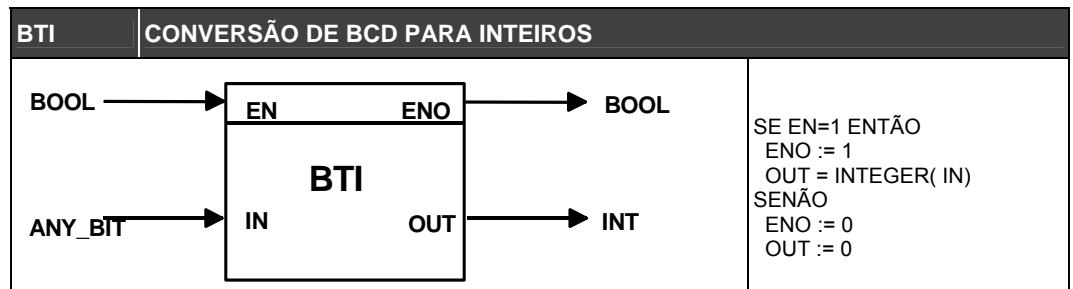 BTI CONVERSÃO DE BCD PARA INTEIROS
BOOL EN ENO BOOL
BTI
ANY_BIT IN OUT INT
SE EN=1 ENTÃO
ENO := 1
OUT = INTEGER( IN)
SENÃO
ENO := 0
OUT := 0